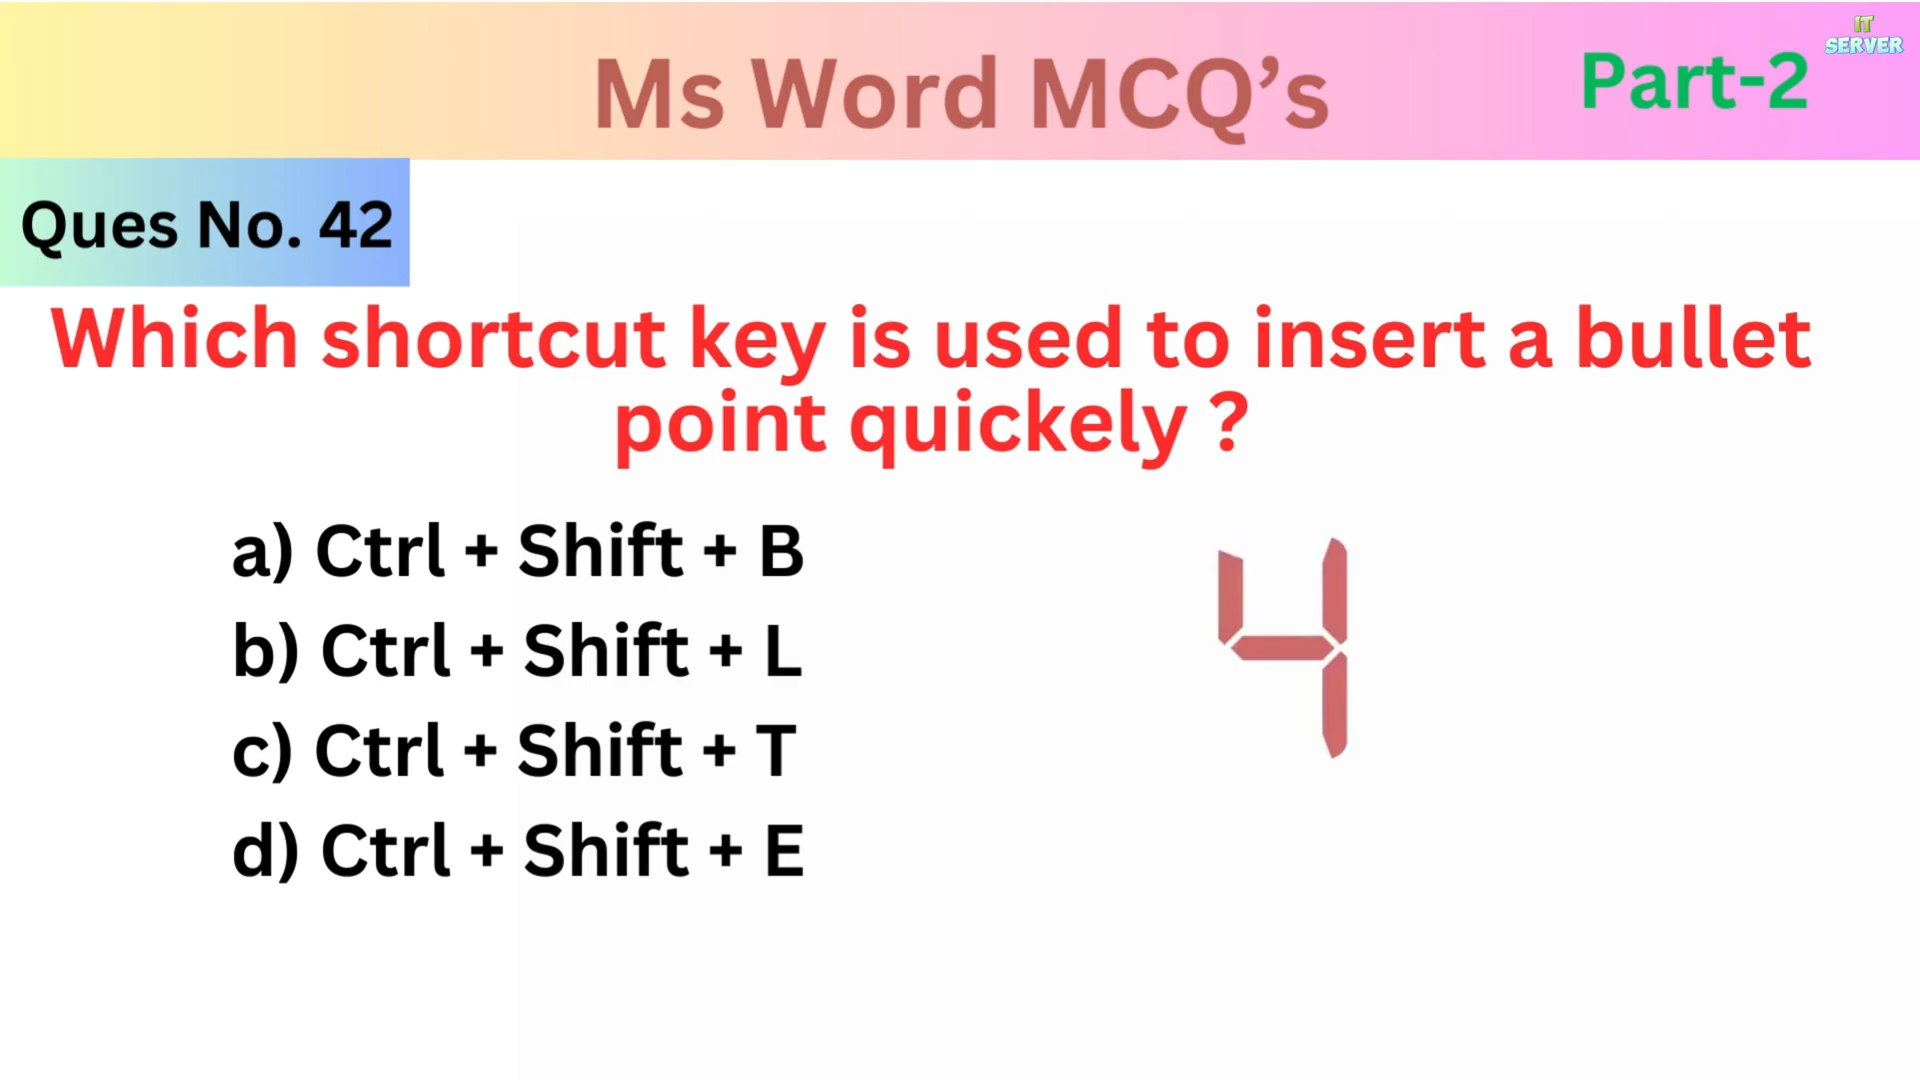 Ms Word MCQ’s
Part-2
IT
SERVER
Ques No. 42
Which shortcut key is used to insert a bullet
point quickely ?
a) Ctrl + Shift + B
b) Ctrl + Shift + L
c) Ctrl + Shift + T
d) Ctrl + Shift + E
4